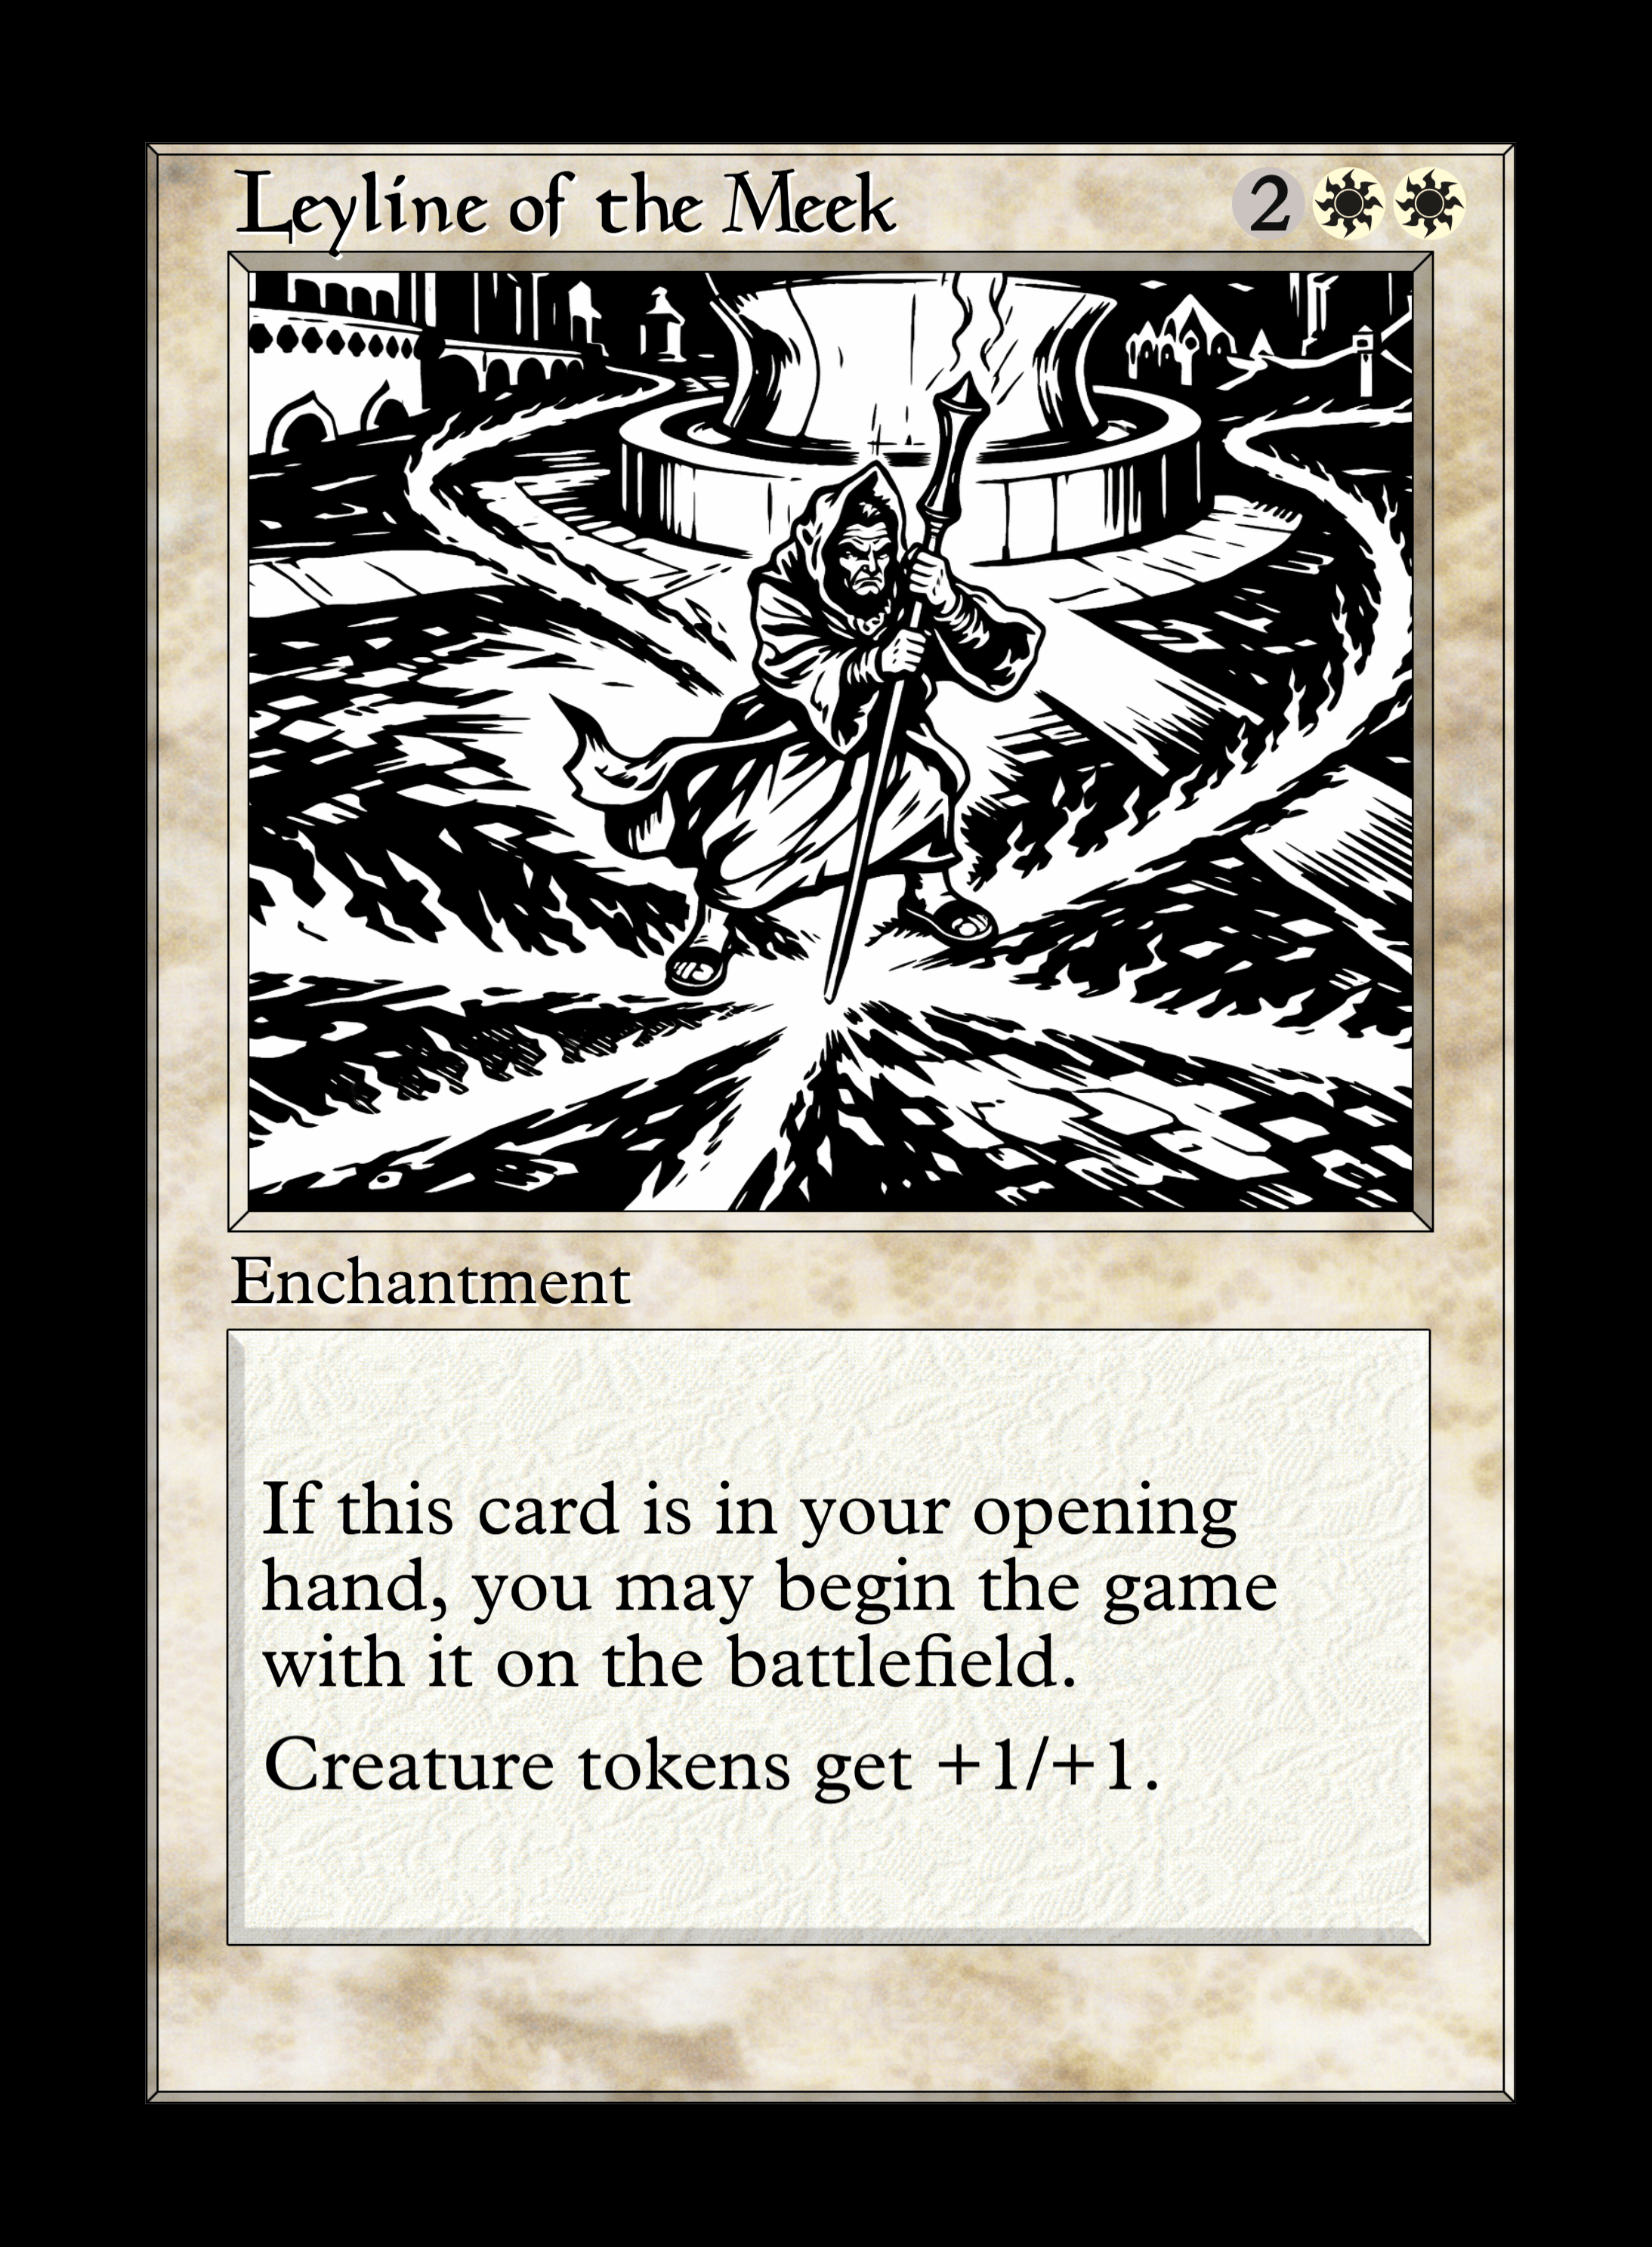 Leyline of the Meek 2
Enchantment
If this card is in your opening
hand, you may begin the game
with it on the battlefield.
Creature tokens get +1/+1.